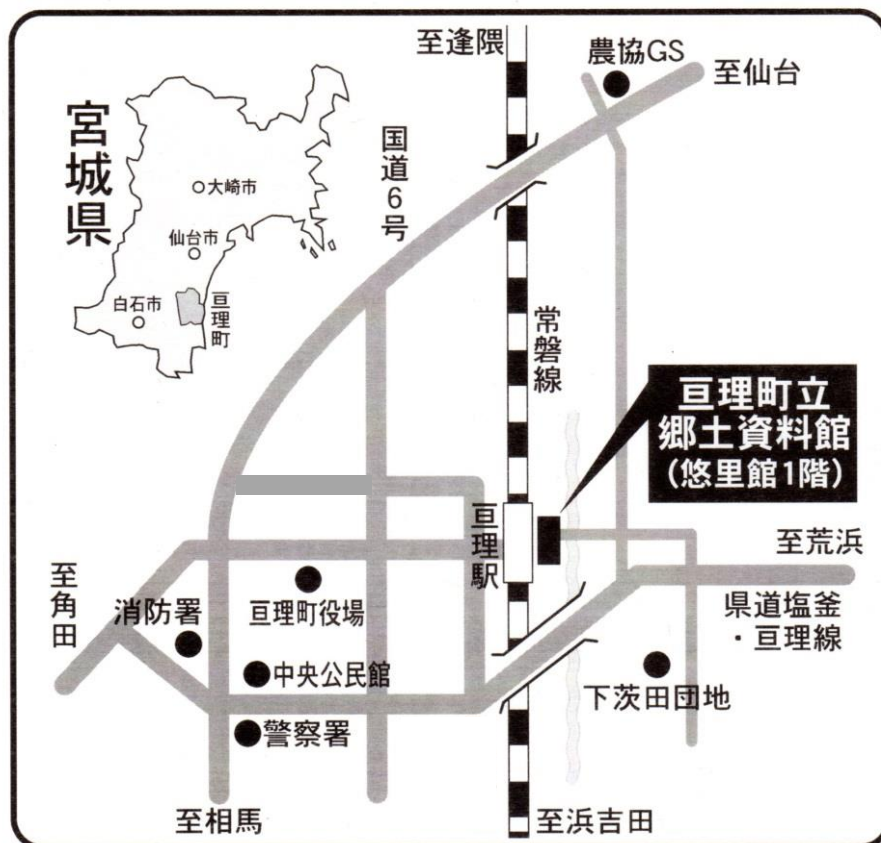 至逢隈
農協GS
至仙台
宮城県
大崎市
仙台市
白石市
亘理町
国道6号
常磐線
亘理町立
郷土資料館
(悠里館1階)
亘理駅
至荒浜
県道塩釜
・亘理線
至角田
消防署
亘理町役場
中央公民館
警察署
下茨田団地
至相馬
至浜吉田